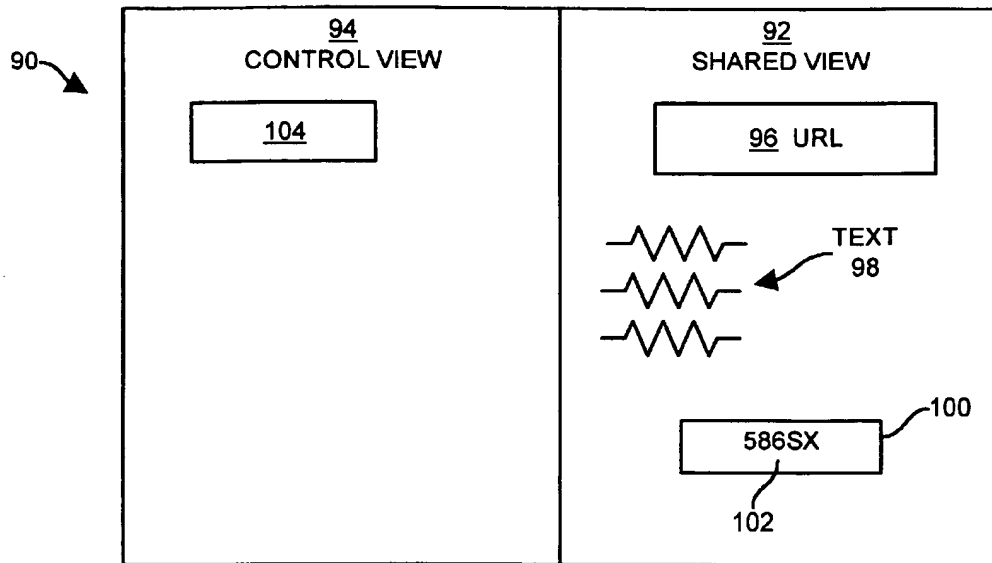 90
94
CONTROL VIEW
104
92
SHARED VIEW
96 URL
TEXT
98
100
586SX
102